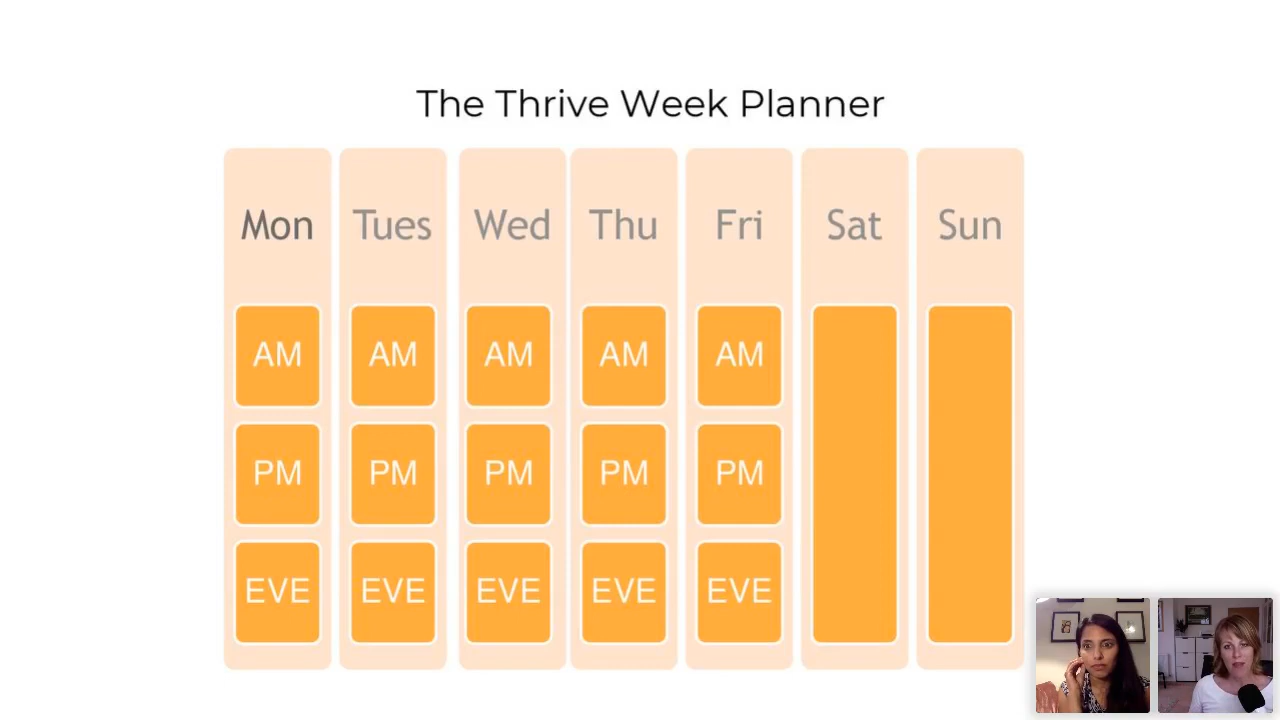 The Thrive Week Planner
Mon Tues Wed Thu Fri Sat Sun
AM AM AM AM AM
PM PM PM PM PM
EVE EVE EVE EVE EVE